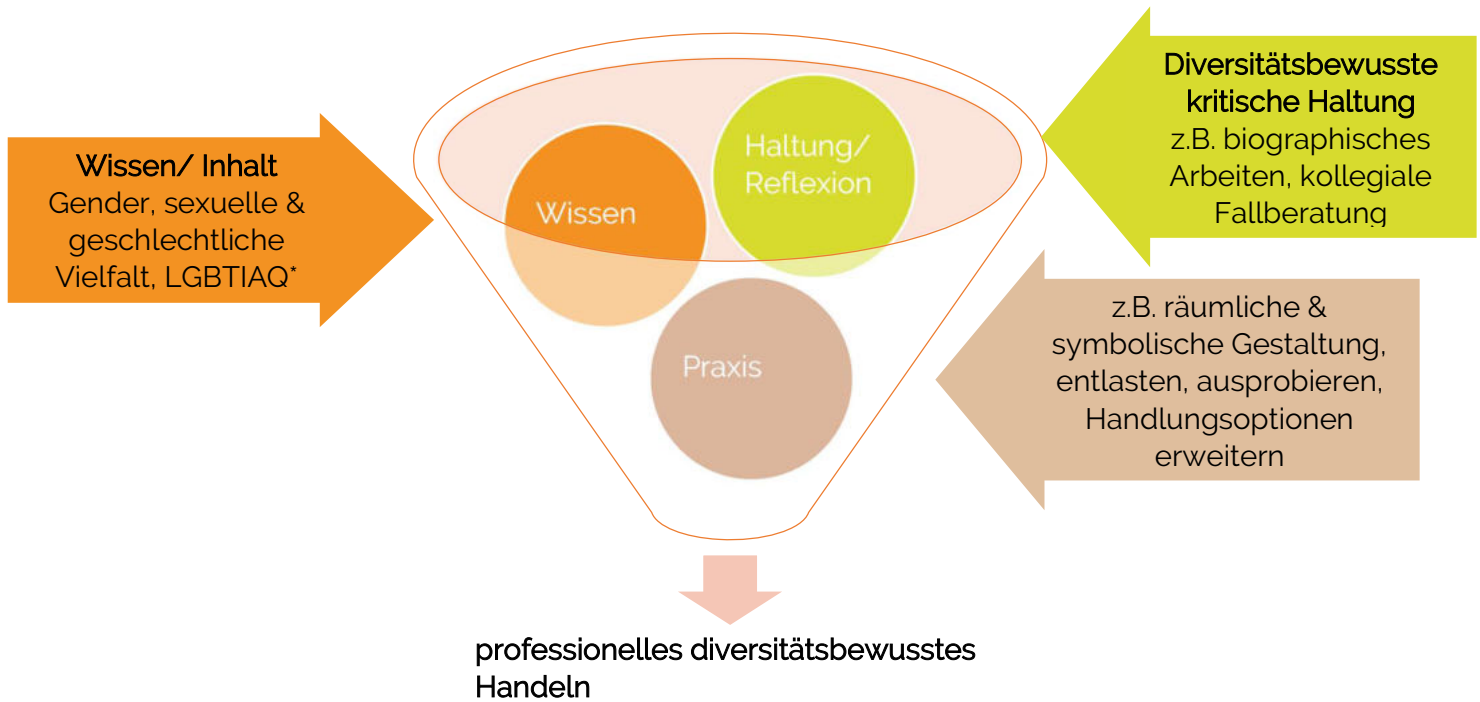 Wissen/ Inhalt
Gender, sexuelle &
geschlechtliche
Vielfalt, LGBTIAQ*
Wissen
Haltung/
Reflexion
Praxis
Diversitätsbewusste
kritische Haltung
z.B. biographisches
Arbeiten, kollegiale
Fallberatung
z.B. räumliche &
symbolische Gestaltung,
entlasten, ausprobieren,
Handlungsoptionen
erweitern
professionelles diversitätsbewusstes
Handeln